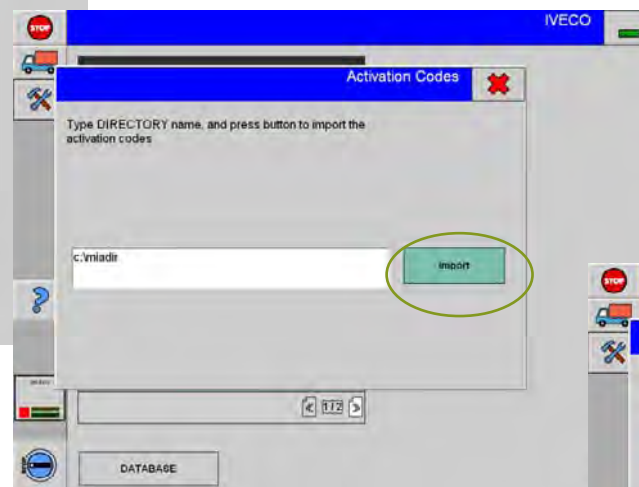 STOP
IVECO
Activation Codes
Type DIRECTORY name, and press button to import the
activation codes
c:\miadir
import
STOP
1 / 2
STOP
DATABASE